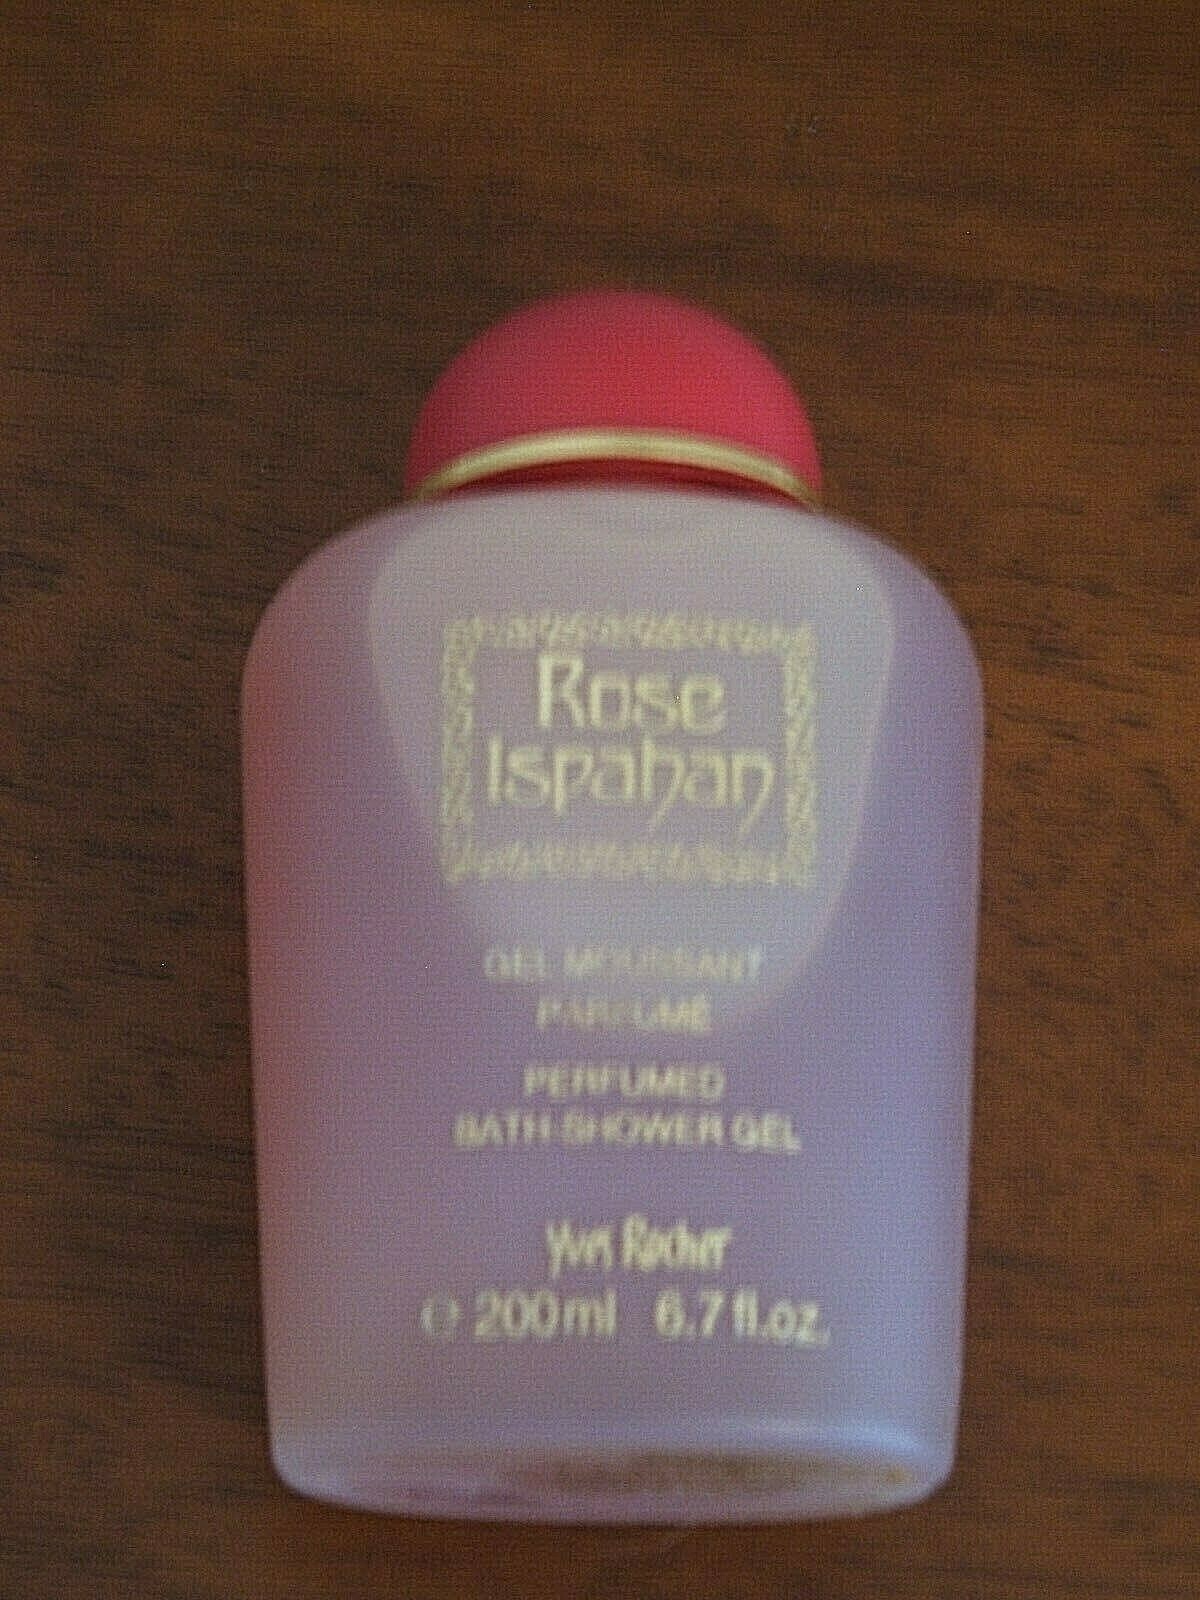 Rose
Ispahan
GEL MOUSSANT
PARFUMÉ
PERFUMED
BATH SHOWER GEL
Yves Rocher
℮ 200ml 6.7 fl.oz.